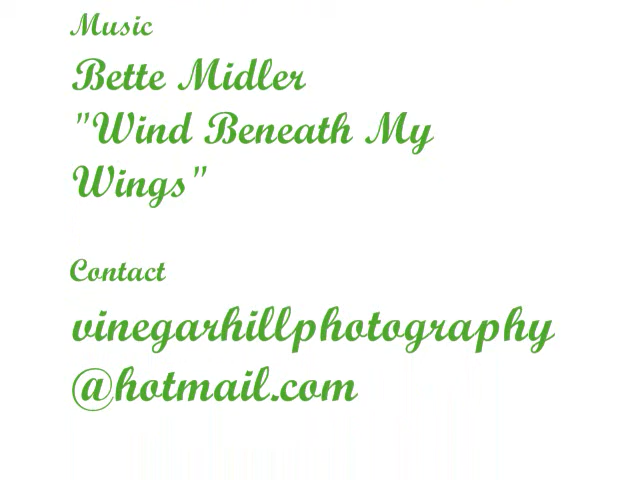 Music
Bette Midler
"Wind Beneath My
Wings"
Contact
vinegarhillphotography
@hotmail.com